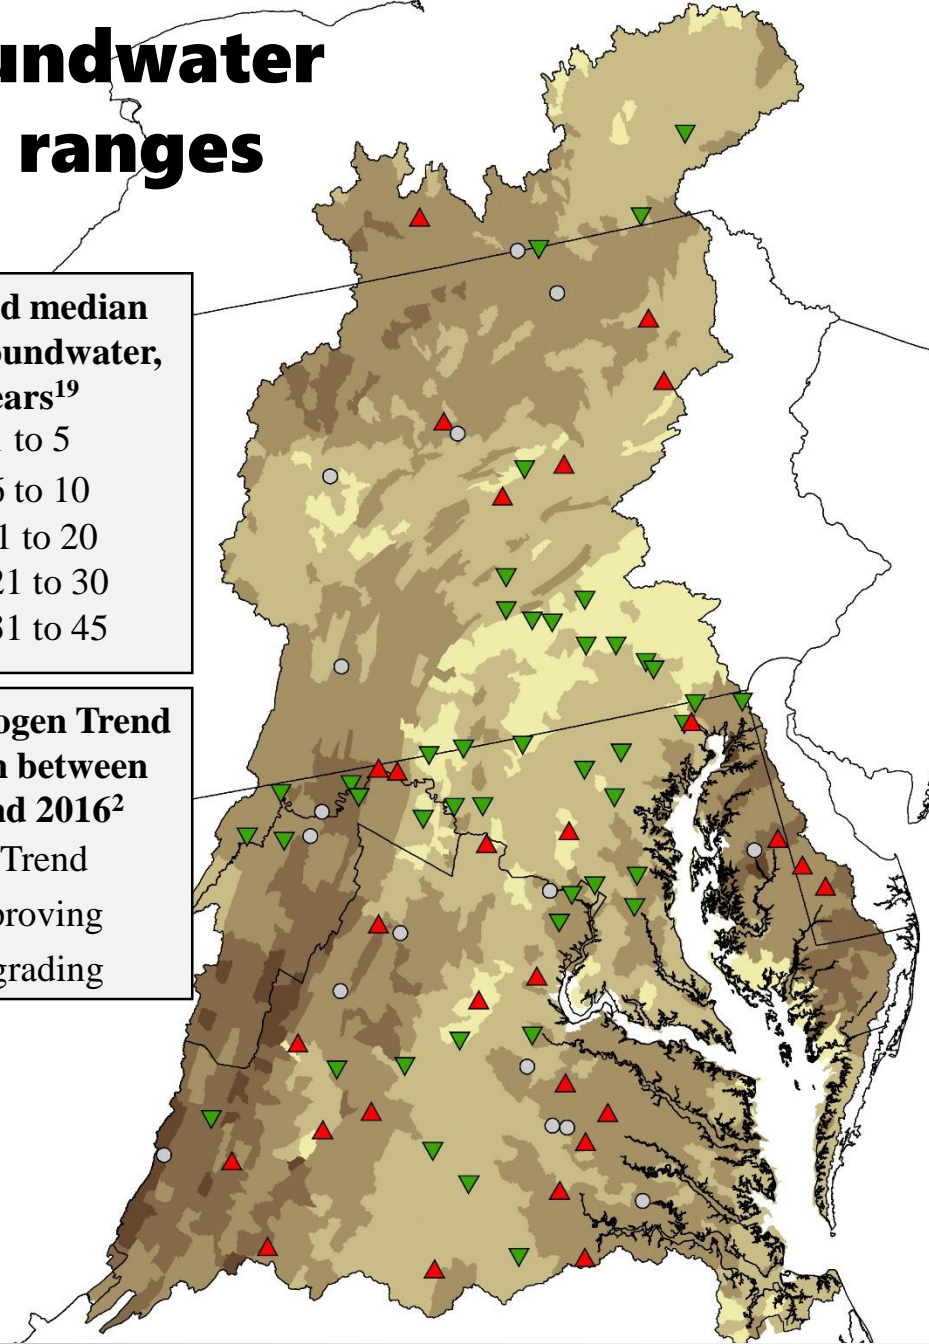 undwater
ranges
d median
oundwater,
ears19
to 5
6 to 10
1 to 20
21 to 30
31 to 45
ogen Trend
n between
nd 2016²
Trend
proving
grading